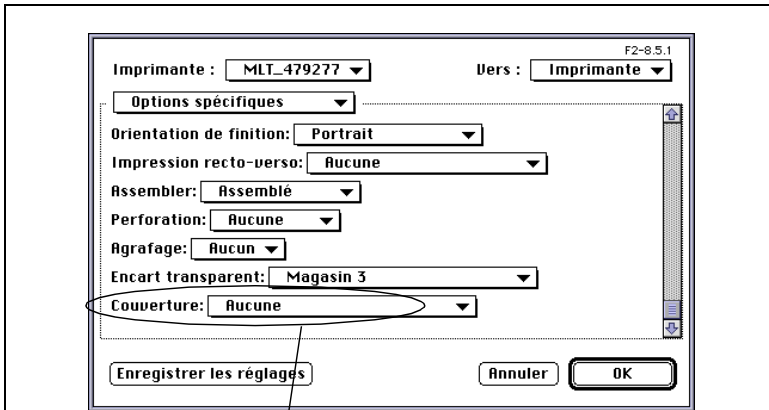 F2-8.5.1
Imprimante : MLT_479277 Vers : Imprimante
Options spécifiques
Orientation de finition: Portrait
Impression recto-verso: Aucune
Assembler: Assemblé
Perforation: Aucune
Agrafage: Aucun
Encart transparent: Magasin 3
Couverture: Aucune
Enregistrer les réglages Annuler OK